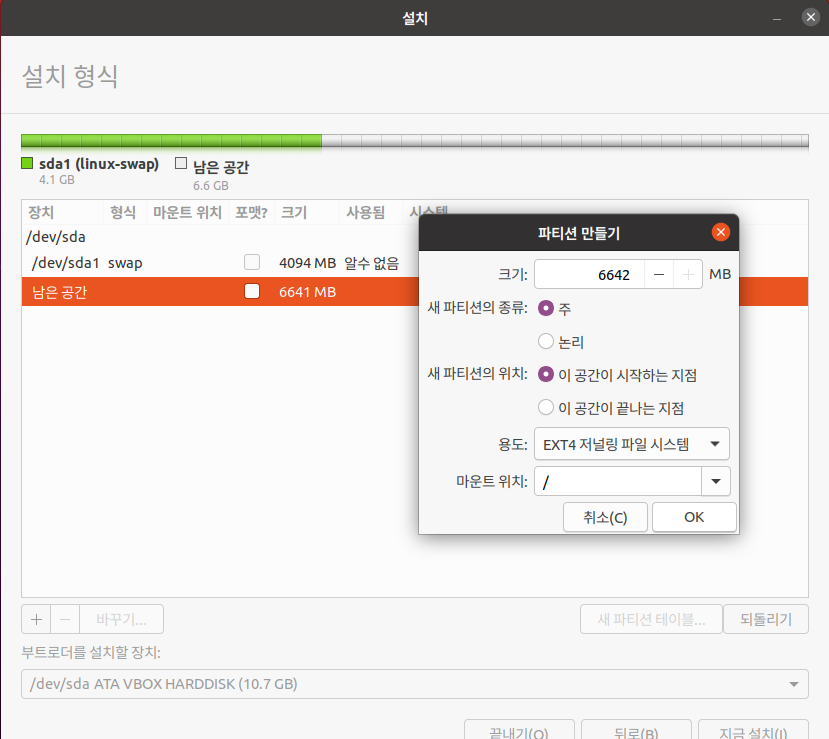 설치
설치 형식
sda1 (linux-swap)
4.1 GB
남은 공간
6.6 GB
장치 형식 마운트 위치 포맷? 크기 사용됨 시스템
/dev/sda
/dev/sda1 swap 4094 MB 알수 없음
남은 공간 6641 MB
파티션 만들기
크기: 6642 − + MB
새 파티션의 종류: 주
논리
새 파티션의 위치: 이 공간이 시작하는 지점
이 공간이 끝나는 지점
용도: EXT4 저널링 파일 시스템
마운트 위치: /
취소(C) OK
+ − 바꾸기... 새 파티션 테이블... 되돌리기
부트로더를 설치할 장치:
/dev/sda ATA VBOX HARDDISK (10.7 GB)
끝내기(Q) 뒤로(B) 지금 설치(I)